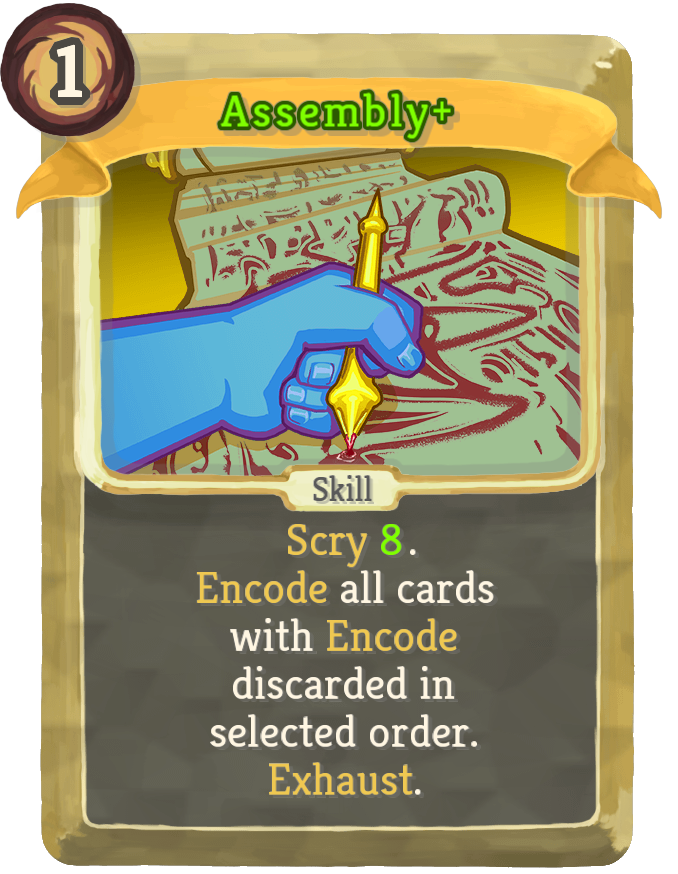 1
Assembly+
Skill
Scry 8.
Encode all cards
with Encode
discarded in
selected order.
Exhaust.